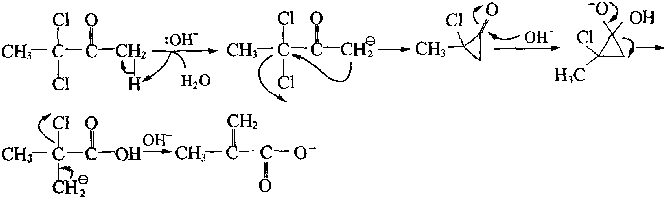 Cl O Cl O O ⁻O OH
CH₃—C—C—CH₂ :OH⁻ CH₃—C—C—CH₂⊖ Cl CH₃ OH⁻ Cl H₃C
Cl H H₂O Cl
Cl O CH₂
CH₃—C—C—OH OH⁻ CH₃—C—C—O⁻
CH₂⊖ O